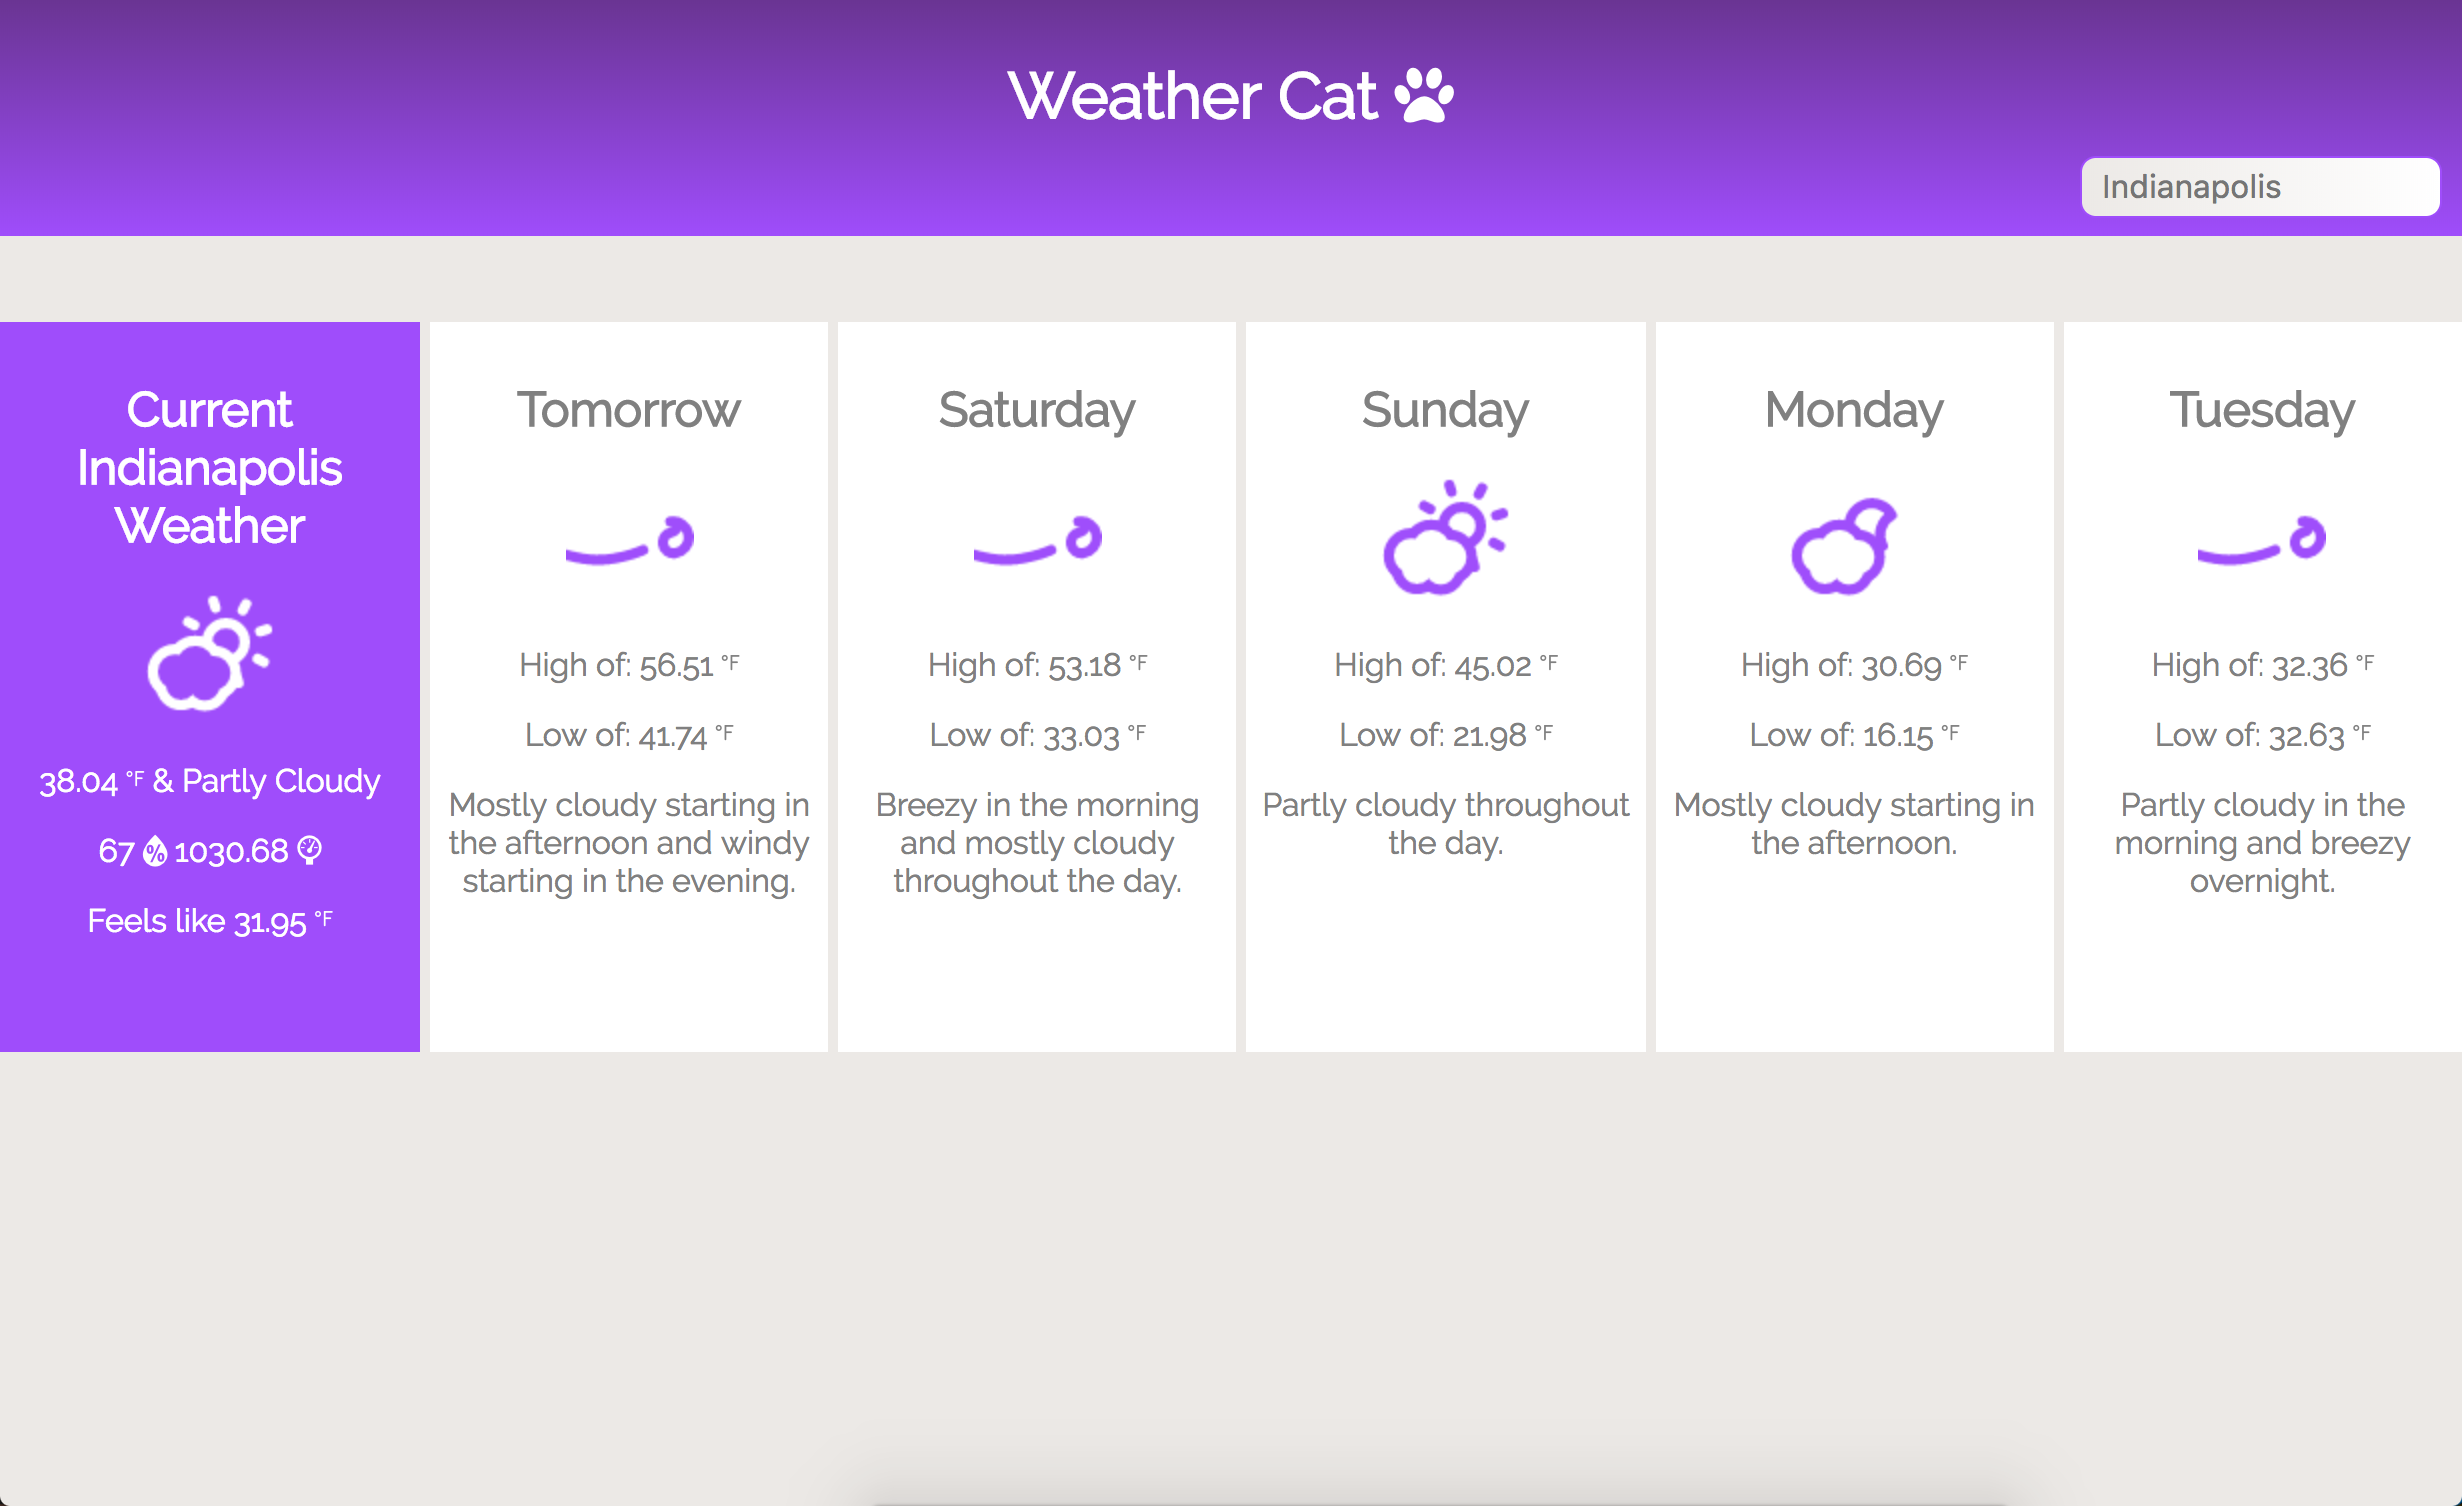 Weather Cat
Indianapolis
Current
Indianapolis
Weather
38.04 °F & Partly Cloudy
67 % 1030.68
Feels like 31.95 °F
Tomorrow
High of: 56.51 °F
Low of: 41.74 °F
Mostly cloudy starting in
the afternoon and windy
starting in the evening.
Saturday
High of: 53.18 °F
Low of: 33.03 °F
Breezy in the morning
and mostly cloudy
throughout the day.
Sunday
High of: 45.02 °F
Low of: 21.98 °F
Partly cloudy throughout
the day.
Monday
High of: 30.69 °F
Low of: 16.15 °F
Mostly cloudy starting in
the afternoon.
Tuesday
High of: 32.36 °F
Low of: 32.63 °F
Partly cloudy in the
morning and breezy
overnight.